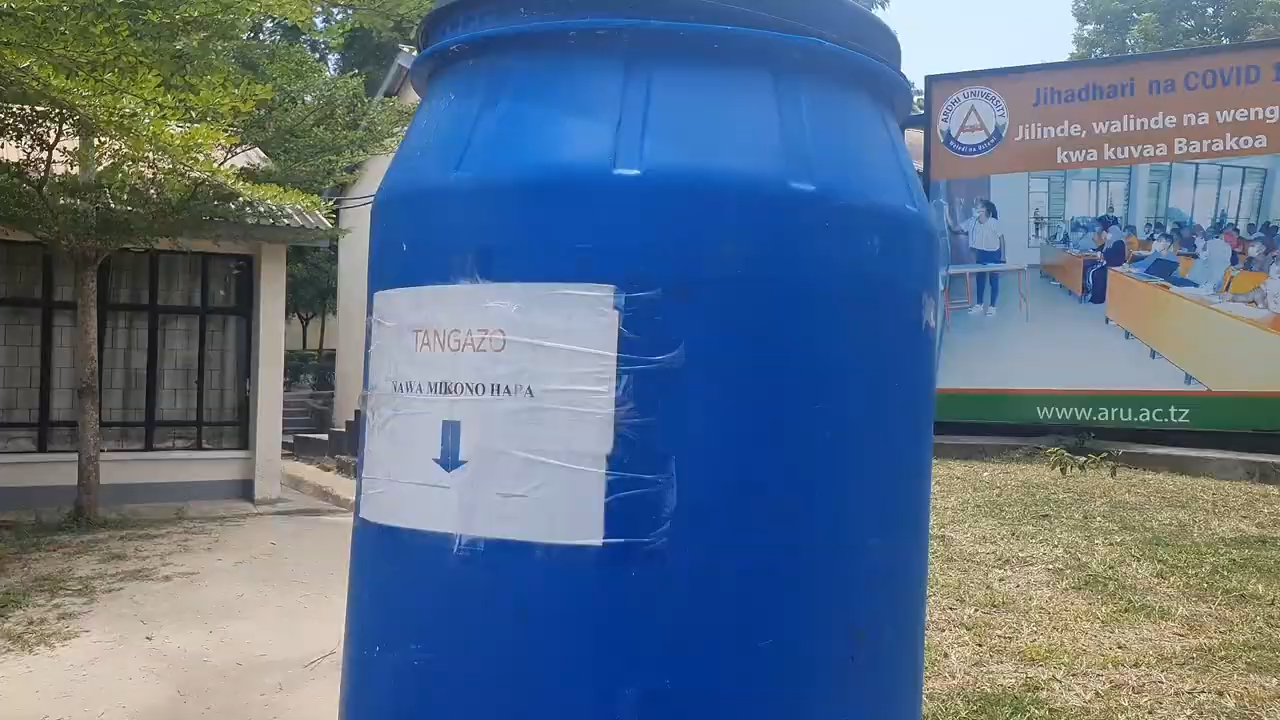 TANGAZO
NAWA MIKONO HAPA
ARDHI UNIVERSITY
Jihadhari na COVID 1
Jilinde, walinde na weng
kwa kuvaa Barakoa
www.aru.ac.tz